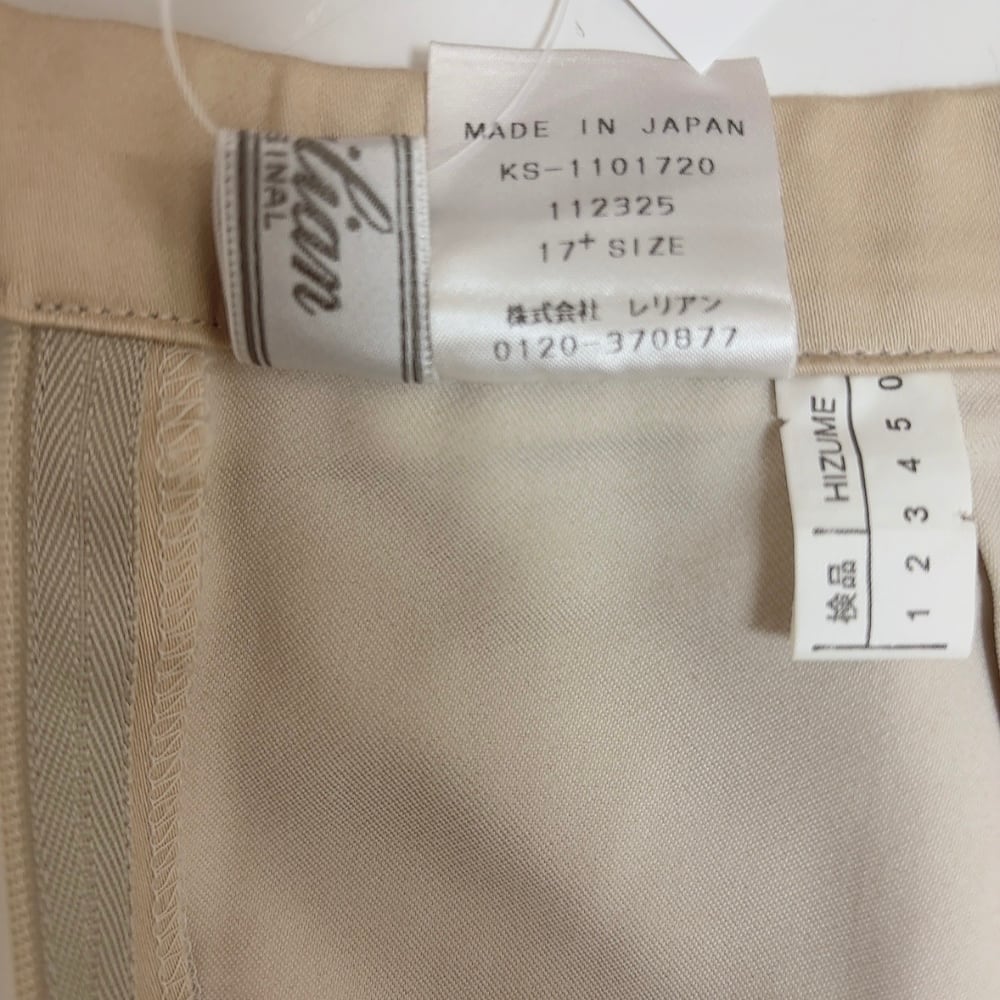 MADE IN JAPAN
KS-1101720
112325
17+ SIZE
株式会社 レリアン
0120-370877
検品 HIZUME
1 2 3 4 5 0